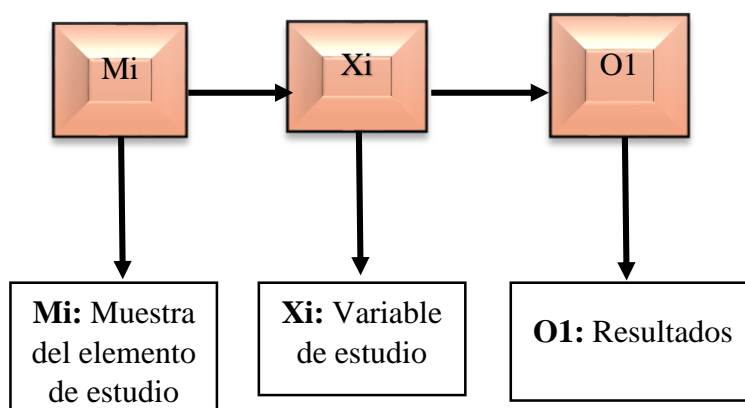 Mi
Xi
O1
Mi: Muestra
del elemento
de estudio
Xi: Variable
de estudio
O1: Resultados